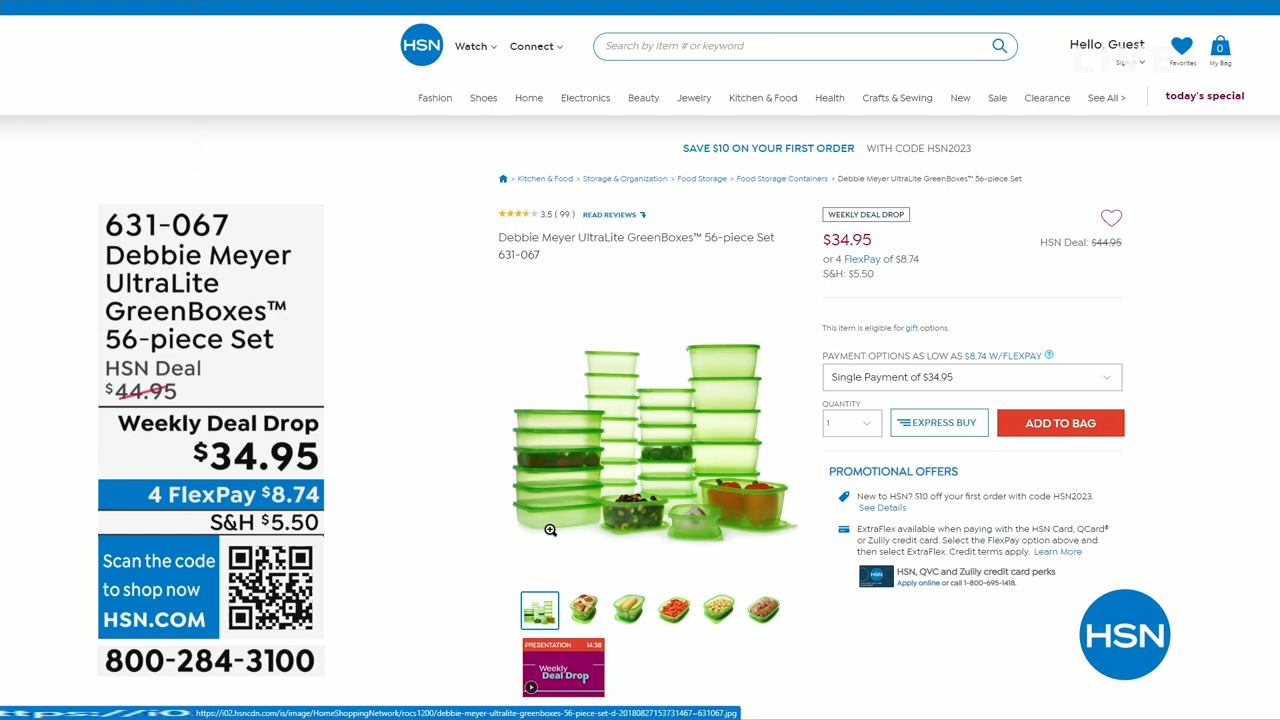 HSN
Watch
Connect
Search by item # or keyword
Hello, Guest
Sign In
Favorites
0
My Bag
LIVE
Fashion
Shoes
Home
Electronics
Beauty
Jewelry
Kitchen & Food
Health
Crafts & Sewing
New
Sale
Clearance
See All >
today's special
SAVE $10 ON YOUR FIRST ORDER WITH CODE HSN2023
> Kitchen & Food > Storage & Organization > Food Storage > Food Storage Containers > Debbie Meyer UltraLite GreenBoxes™ 56-piece Set
631-067
Debbie Meyer
UltraLite
GreenBoxes™
56-piece Set
HSN Deal
$44.95
Weekly Deal Drop
$34.95
4 FlexPay $8.74
S&H $5.50
Scan the code
to shop now
HSN.COM
800-284-3100
3.5 ( 99 ) READ REVIEWS
Debbie Meyer UltraLite GreenBoxes™ 56-piece Set
631-067
PRESENTATION 14:38
Weekly
Deal Drop
WEEKLY DEAL DROP
$34.95
HSN Deal: $44.95
or 4 FlexPay of $8.74
S&H: $5.50
This item is eligible for gift options.
PAYMENT OPTIONS AS LOW AS $8.74 W/FLEXPAY ?
Single Payment of $34.95
QUANTITY
1
EXPRESS BUY
ADD TO BAG
PROMOTIONAL OFFERS
New to HSN? $10 off your first order with code HSN2023.
See Details
ExtraFlex available when paying with the HSN Card, QCard®
or Zulily credit card. Select the FlexPay option above and
then select ExtraFlex. Credit terms apply. Learn More
HSN
HSN, QVC and Zulily credit card perks
Apply online or call 1-800-695-1418.
HSN
https://i02.hsncdn.com/is/image/HomeShoppingNetwork/rocs1200/debbie-meyer-ultralite-greenboxes-56-piece-set-d-20180827153731467~631067.jpg